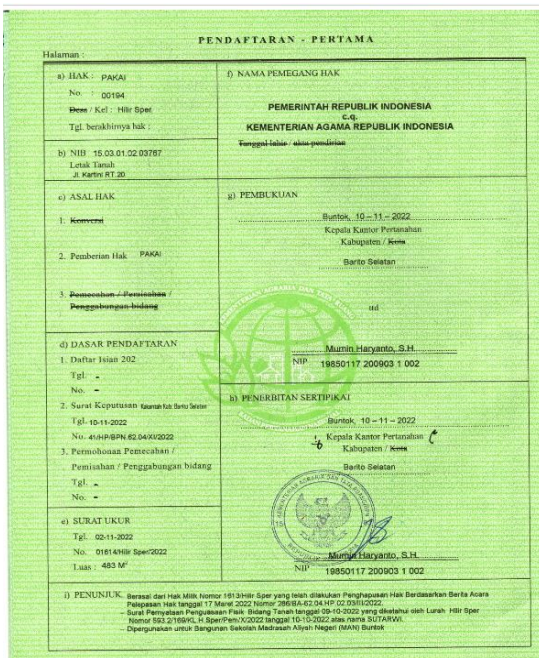 PENDAFTARAN - PERTAMA
Halaman :
a) HAK : PAKAI
No. : 00194
Desa / Kel : Hilir Sper
Tgl. berakhirnya hak :
b) NIB 15.03.01.02.03767
Letak Tanah
Jl. Kartini RT.20
c) ASAL HAK
1. Konversi
2. Pemberian Hak PAKAI
3. Pemecahan / Pemisahan /
Penggabungan bidang
d) DASAR PENDAFTARAN
1. Daftar Isian 202
Tgl. -
No. -
2. Surat Keputusan Kakantah Kab. Barito Selatan
Tgl. 10-11-2022
No. 41/HP/BPN.62.04/XI/2022
3. Permohonan Pemecahan /
Pemisahan / Penggabungan bidang
Tgl. -
No. -
e) SURAT UKUR
Tgl. 02-11-2022
No. 01614/Hilir Sper/2022
Luas : 483 M²
f) NAMA PEMEGANG HAK
PEMERINTAH REPUBLIK INDONESIA
c.q.
KEMENTERIAN AGAMA REPUBLIK INDONESIA
Tanggal lahir / akta pendirian
g) PEMBUKUAN
Buntok, 10 – 11 – 2022
Kepala Kantor Pertanahan
Kabupaten / Kota
Barito Selatan
ttd
Mumin Haryanto, S.H.
NIP 19850117 200903 1 002
h) PENERBITAN SERTIPIKAT
Buntok, 10 – 11 – 2022
Kepala Kantor Pertanahan
Kabupaten / Kota
Barito Selatan
Mumin Haryanto, S.H.
NIP 19850117 200903 1 002
i) PENUNJUK. Berasal dari Hak Milik Nomor 1613/Hilir Sper yang telah dilakukan Penghapusan Hak Berdasarkan Berita Acara
Pelepasan Hak tanggal 17 Maret 2022 Nomor 286/BA-62.04.HP.02.03/III/2022.
- Surat Pernyataan Penguasaan Fisik Bidang Tanah tanggal 09-10-2022 yang diketahui oleh Lurah Hilir Sper
Nomor 593.2/169/KL.H.Sper/Pem/X/2022 tanggal 10-10-2022 atas nama SUTARWI.
Dipergunakan untuk Bangunan Sekolah Madrasah Aliyah Negeri (MAN) Buntok